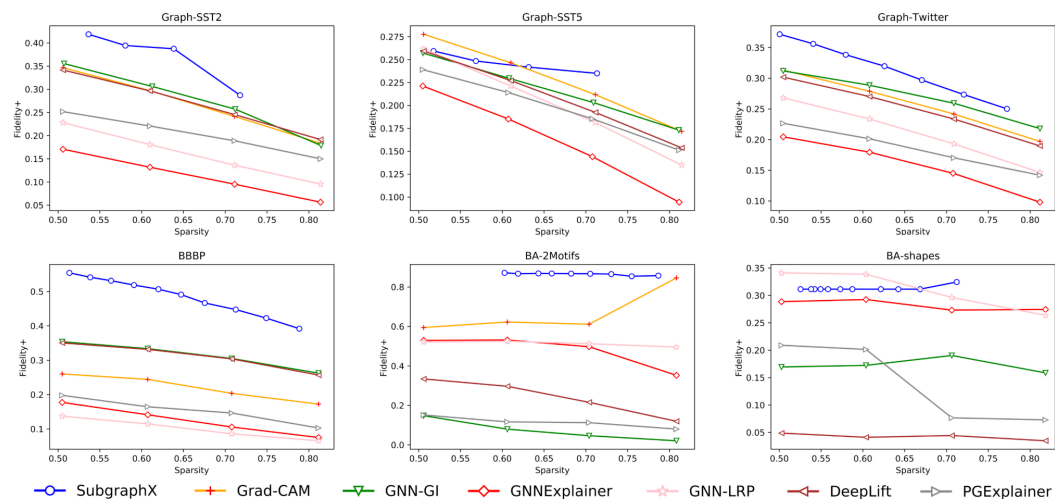 Graph-SST2
Graph-SST5
Graph-Twitter
0.40
0.35
0.30
0.25
0.20
0.15
0.10
0.05
Fidelity+
0.50 0.55 0.60 0.65 0.70 0.75 0.80
Sparsity
0.275
0.250
0.225
0.200
0.175
0.150
0.125
0.100
Fidelity+
0.50 0.55 0.60 0.65 0.70 0.75 0.80
Sparsity
0.35
0.30
0.25
0.20
0.15
0.10
Fidelity+
0.50 0.55 0.60 0.65 0.70 0.75 0.80
Sparsity
BBBP
BA-2Motifs
BA-shapes
0.5
0.4
0.3
0.2
0.1
Fidelity+
0.50 0.55 0.60 0.65 0.70 0.75 0.80
Sparsity
0.8
0.6
0.4
0.2
0.0
Fidelity+
0.50 0.55 0.60 0.65 0.70 0.75 0.80
Sparsity
0.35
0.30
0.25
0.20
0.15
0.10
0.05
Fidelity+
0.50 0.55 0.60 0.65 0.70 0.75 0.80
Sparsity
SubgraphX Grad-CAM GNN-GI GNNExplainer GNN-LRP DeepLift PGExplainer